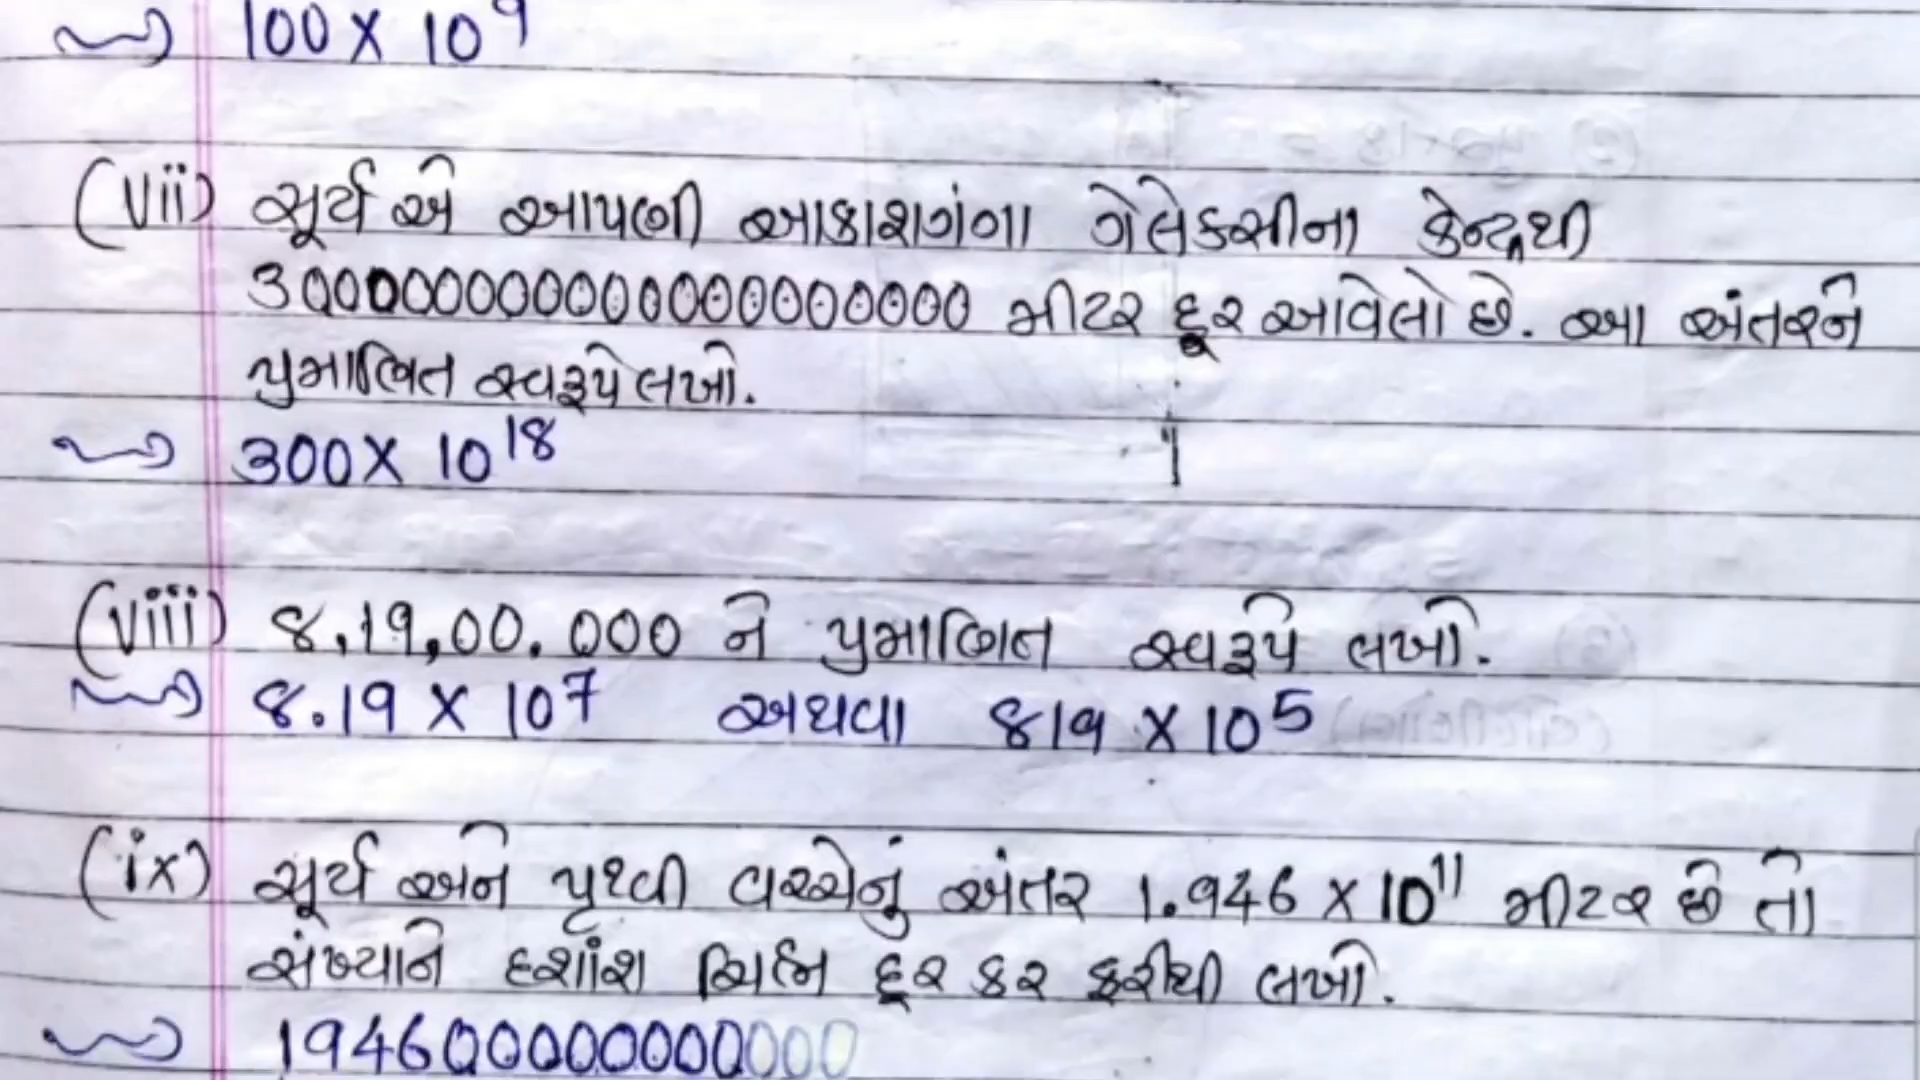 100 X 10⁹
(vii) સૂર્ય એ આપણી આકાશગંગા ગેલેક્સીના કેન્દ્રથી
300000000000000000000 મીટર દૂર આવેલો છે. આ અંતરને
પ્રમાણિત સ્વરૂપે લખો.
300 X 10¹⁸
(viii) 8,19,00.000 ને પ્રમાણિત સ્વરૂપે લખો.
8.19 X 10⁷ અથવા 819 X 10⁵
(ix) સૂર્ય અને પૃથ્વી વચ્ચેનું અંતર 1.946 X 10¹¹ મીટર છે તો
સંખ્યાને દશાંશ ચિહ્ન દૂર કર ફરીથી લખો.